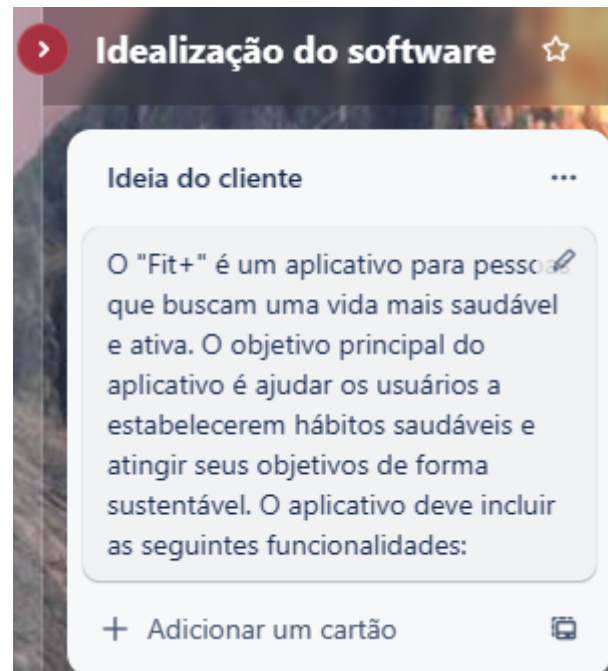 Idealização do software
Ideia do cliente
O "Fit+" é um aplicativo para pessoas
que buscam uma vida mais saudável
e ativa. O objetivo principal do
aplicativo é ajudar os usuários a
estabelecerem hábitos saudáveis e
atingir seus objetivos de forma
sustentável. O aplicativo deve incluir
as seguintes funcionalidades:
Adicionar um cartão